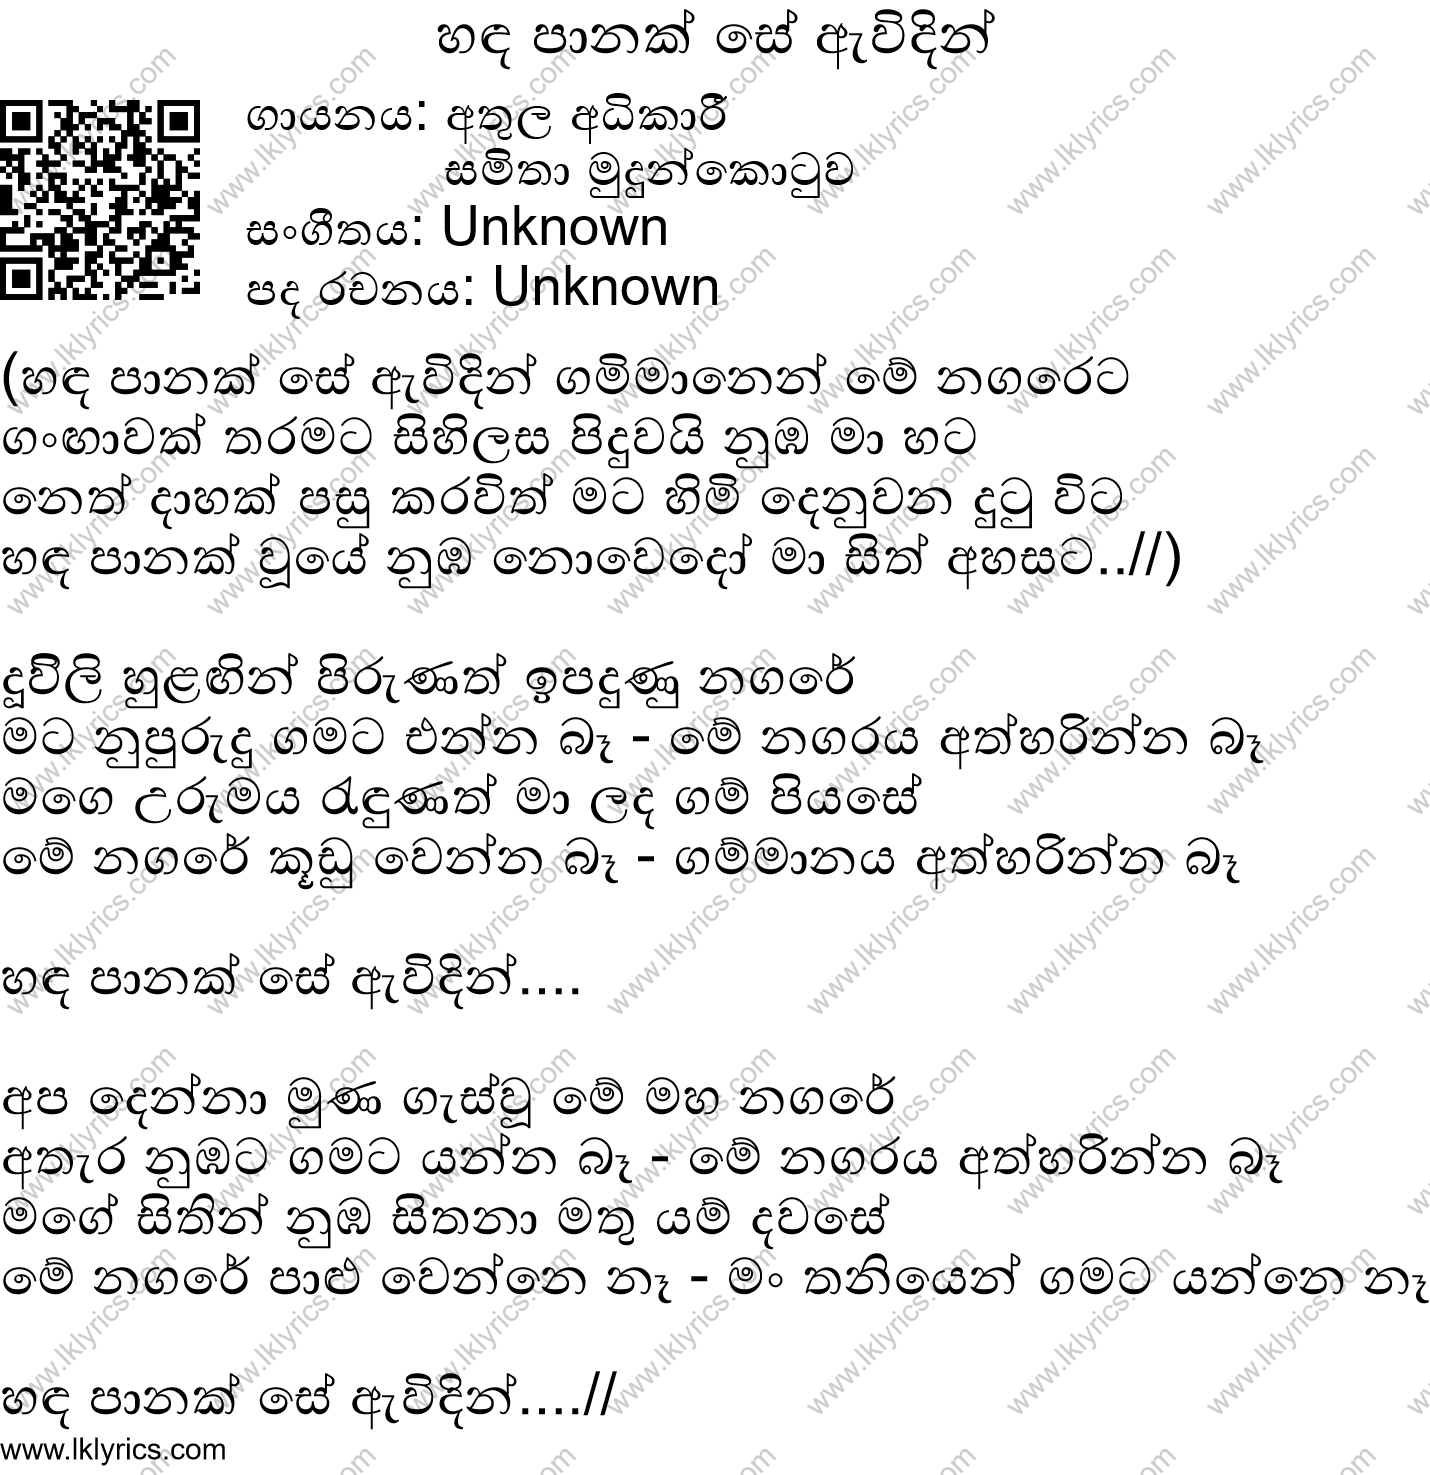 හඳ පානක් සේ ඇවිදින්
ගායනය: අතුල අධිකාරී
සමිතා මුදුන්කොටුව
සංගීතය: Unknown
පද රචනය: Unknown
(හඳ පානක් සේ ඇවිදින් ගම්මානෙන් මේ නගරෙට
ගංඟාවක් තරමට සිහිලස පිදුවයි නුඹ මා හට
නෙත් දාහක් පසු කරවිත් මට හිමි දෙනුවන දුටු විට
හඳ පානක් වූයේ නුඹ නොවෙදෝ මා සිත් අහසට..//)
දූවිලි හුළඟින් පිරුණත් ඉපදුණු නගරේ
මට නුපුරුදු ගමට එන්න බෑ - මේ නගරය අත්හරින්න බෑ
මගෙ උරුමය රැඳුණත් මා ලද ගම් පියසේ
මේ නගරේ කූඩු වෙන්න බෑ - ගම්මානය අත්හරින්න බෑ
හඳ පානක් සේ ඇවිදින්....
අප දෙන්නා මුණ ගැස්වූ මේ මහ නගරේ
අතැර නුඹට ගමට යන්න බෑ - මේ නගරය අත්හරින්න බෑ
මගේ සිතින් නුඹ සිතනා මතු යම් දවසේ
මේ නගරේ පාළු වෙන්නෙ නෑ - මං තනියෙන් ගමට යන්නෙ නෑ
හඳ පානක් සේ ඇවිදින්....//
www.lklyrics.com